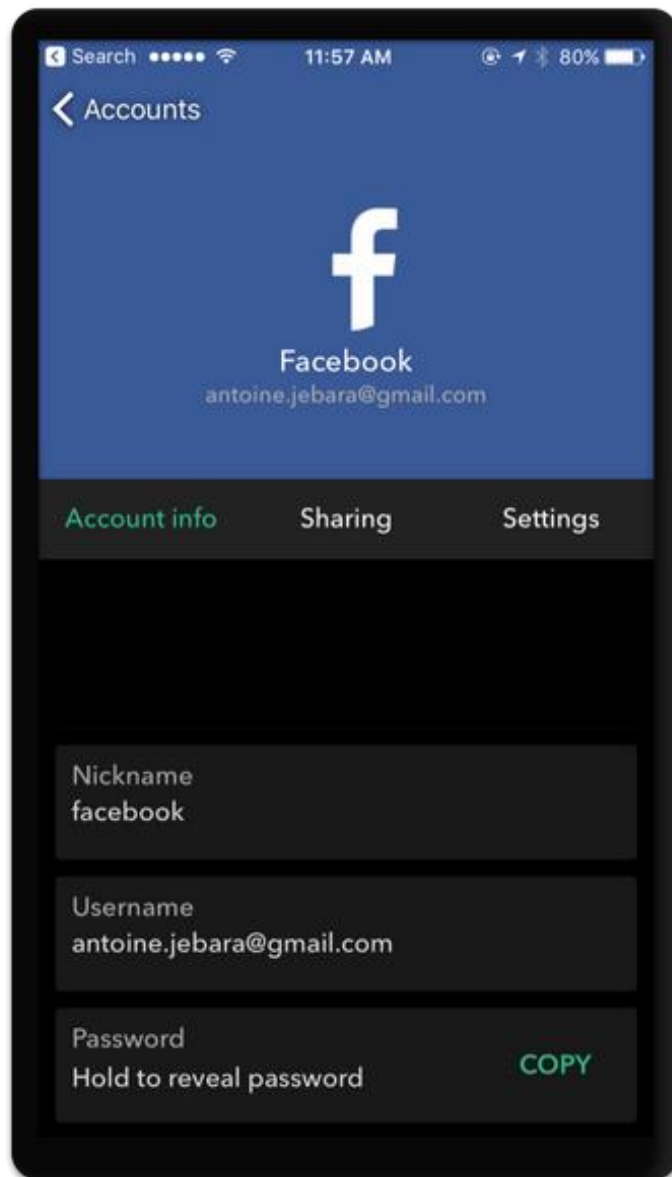 Search 11:57 AM 80%
Accounts
f
Facebook
antoine.jebara@gmail.com
Account info Sharing Settings
Nickname
facebook
Username
antoine.jebara@gmail.com
Password
Hold to reveal password COPY